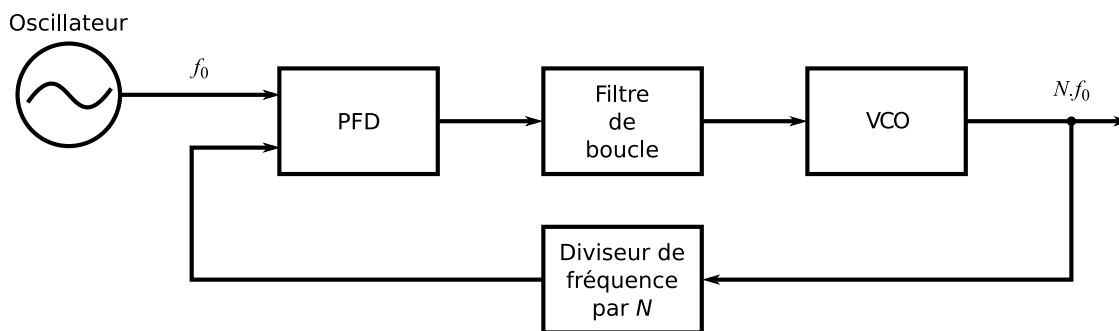 Oscillateur
f0
N.f0
PFD
Filtre
de
boucle
VCO
Diviseur de
fréquence
par N